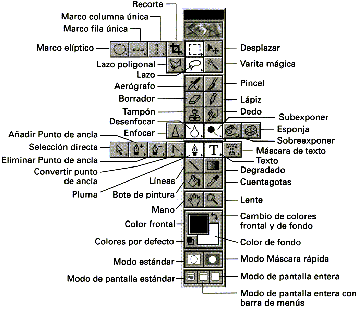 Recorte
Marco columna única
Marco fila única
Marco elíptico
Desplazar
Lazo poligonal
Varita mágica
Lazo
Aerógrafo
Pincel
Borrador
Lápiz
Tampón
Dedo
Desenfocar
Subexponer
Enfocar
Esponja
Añadir Punto de ancla
Sobreexponer
Selección directa
Máscara de texto
Eliminar Punto de ancla
Texto
Convertir punto
de ancla
Degradado
Líneas
Cuentagotas
Pluma
Bote de pintura
Mano
Lente
Color frontal
Cambio de colores
frontal y de fondo
Colores por defecto
Color de fondo
Modo estándar
Modo Máscara rápida
Modo de pantalla estándar
Modo de pantalla entera
Modo de pantalla entera con
barra de menús
T